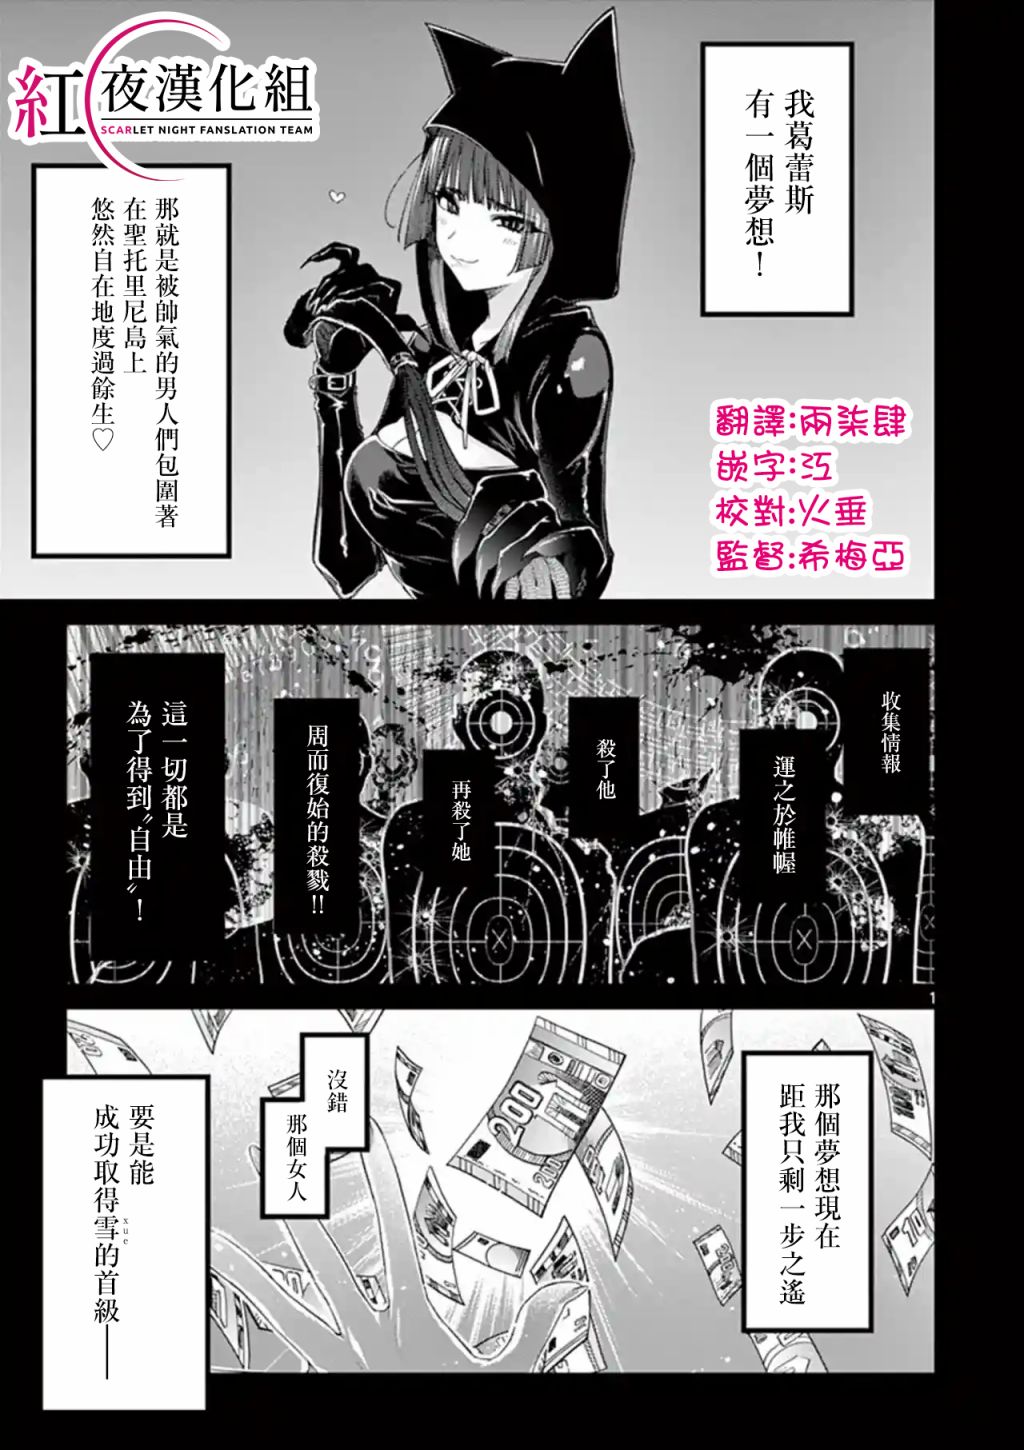 紅夜漢化組
SCARLET NIGHT FANSLATION TEAM
我葛蕾斯
有一個夢想！
那就是被帥氣的男人們包圍著
在聖托里尼島上
悠然自在地度過餘生♡
翻譯:兩柒肆
嵌字:江
校對:火垂
監督:希梅亞
收集情報
運之於帷幄
殺了他
再殺了她
周而復始的殺戮!!
這一切都是
為了得到〝自由〞！
1
那個夢想現在
距我只剩一步之遙
沒錯
那個女人
要是能
成功取得雪的首級——
xue
200
200
200
100